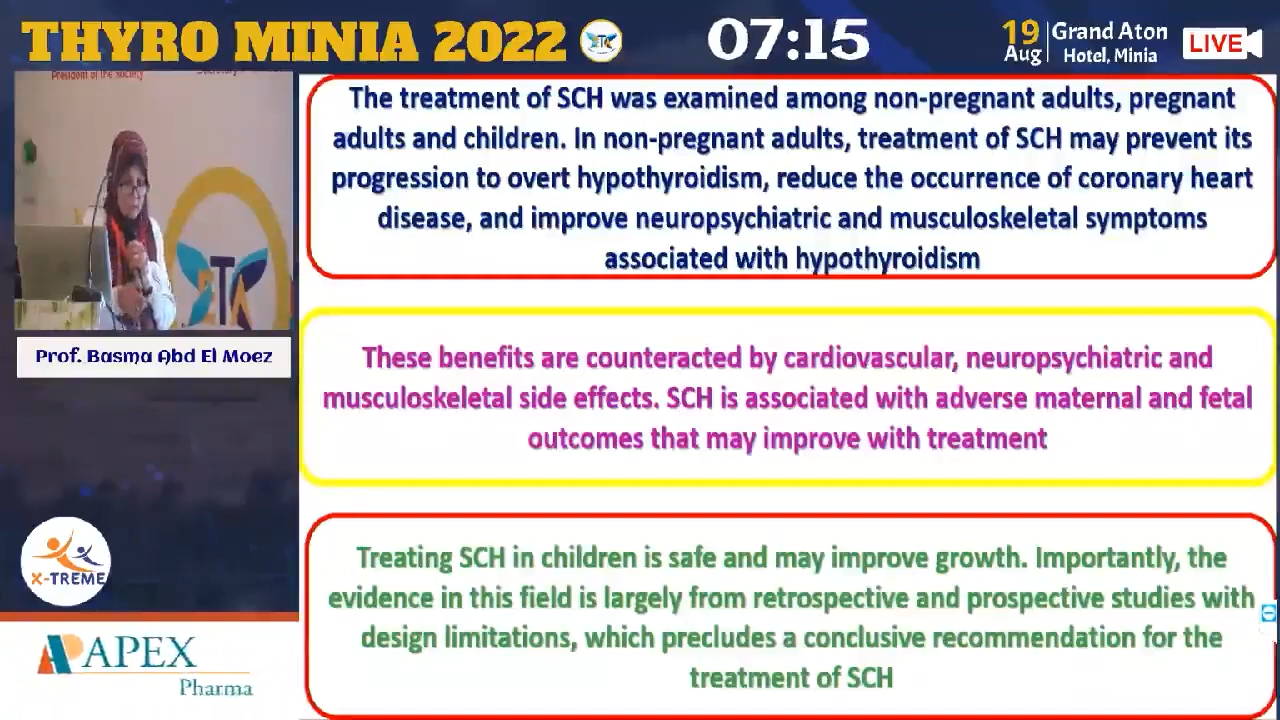 THYRO MINIA 2022
07:15
19 Aug
Grand Aton
Hotel, Minia
LIVE
President of the Society
ETA
Prof. Basma Abd El Moez
The treatment of SCH was examined among non-pregnant adults, pregnant
adults and children. In non-pregnant adults, treatment of SCH may prevent its
progression to overt hypothyroidism, reduce the occurrence of coronary heart
disease, and improve neuropsychiatric and musculoskeletal symptoms
associated with hypothyroidism
These benefits are counteracted by cardiovascular, neuropsychiatric and
musculoskeletal side effects. SCH is associated with adverse maternal and fetal
outcomes that may improve with treatment
Treating SCH in children is safe and may improve growth. Importantly, the
evidence in this field is largely from retrospective and prospective studies with
design limitations, which precludes a conclusive recommendation for the
treatment of SCH
X-TREME
APEX
Pharma